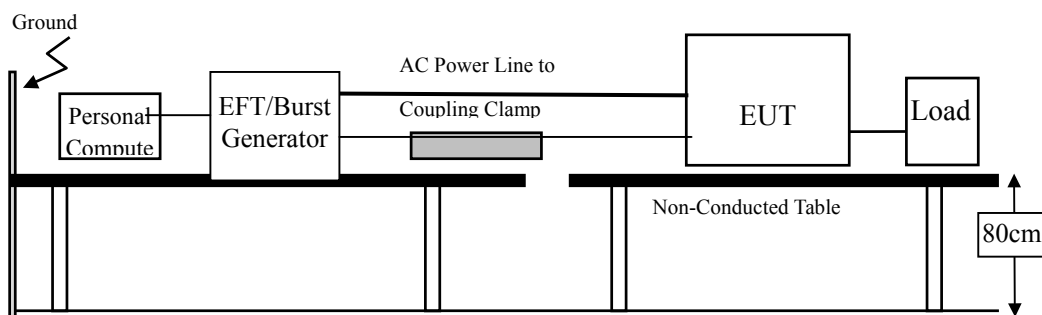 Ground
AC Power Line to
Personal
Compute
EFT/Burst
Generator
Coupling Clamp
EUT
Load
Non-Conducted Table
80cm